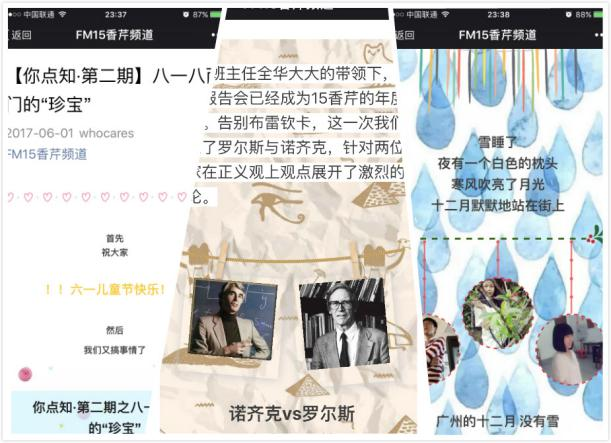 中国联通
23:37
87%
返回
FM15香芹频道
【你点知·第二期】八一八
门的“珍宝”
2017-06-01 whocares
FM15香芹频道
首先
祝大家
！！六一儿童节快乐！
然后
我们又搞事情了
你点知·第二期之八一
的“珍宝”
班主任全华大大的带领下，
报告会已经成为15香芹的年度
。告别布雷钦卡，这一次我们
了罗尔斯与诺齐克，针对两位
家在正义观上观点展开了激烈的
论。
诺齐克vs罗尔斯
中国联通
23:38
88%
返回
FM15香芹频道
雪睡了
夜有一个白色的枕头
寒风吹亮了月光
十二月默默地站在街上
广州的十二月 没有雪